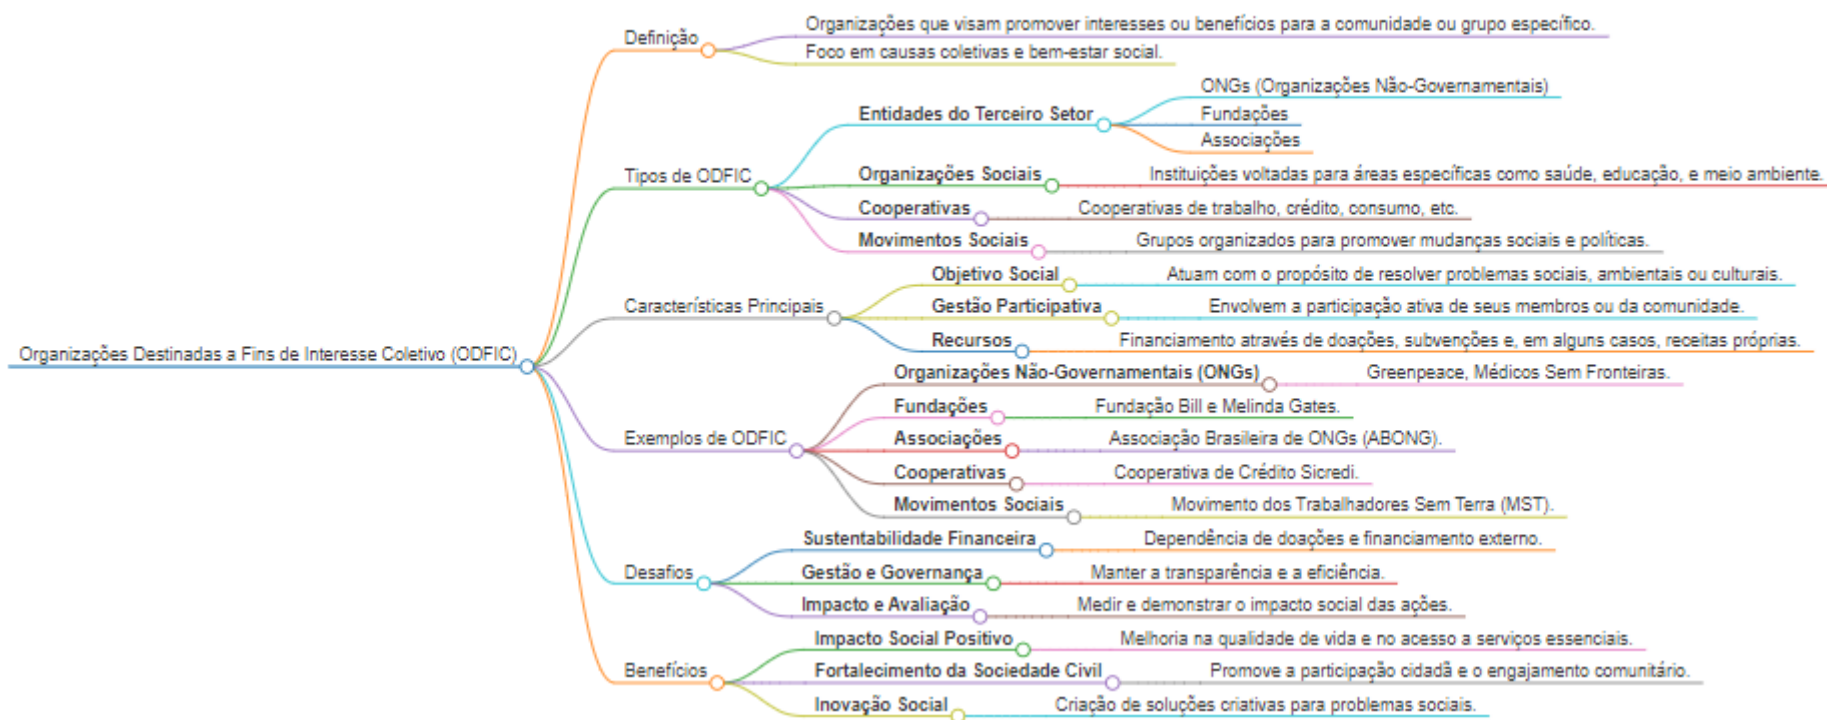 Organizações Destinadas a Fins de Interesse Coletivo (ODFIC)
Definição
Organizações que visam promover interesses ou benefícios para a comunidade ou grupo específico.
Foco em causas coletivas e bem-estar social.
Tipos de ODFIC
Entidades do Terceiro Setor
ONGs (Organizações Não-Governamentais)
Fundações
Associações
Organizações Sociais
Instituições voltadas para áreas específicas como saúde, educação, e meio ambiente.
Cooperativas
Cooperativas de trabalho, crédito, consumo, etc.
Movimentos Sociais
Grupos organizados para promover mudanças sociais e políticas.
Características Principais
Objetivo Social
Atuam com o propósito de resolver problemas sociais, ambientais ou culturais.
Gestão Participativa
Envolvem a participação ativa de seus membros ou da comunidade.
Recursos
Financiamento através de doações, subvenções e, em alguns casos, receitas próprias.
Exemplos de ODFIC
Organizações Não-Governamentais (ONGs)
Greenpeace, Médicos Sem Fronteiras.
Fundações
Fundação Bill e Melinda Gates.
Associações
Associação Brasileira de ONGs (ABONG).
Cooperativas
Cooperativa de Crédito Sicredi.
Movimentos Sociais
Movimento dos Trabalhadores Sem Terra (MST).
Desafios
Sustentabilidade Financeira
Dependência de doações e financiamento externo.
Gestão e Governança
Manter a transparência e a eficiência.
Impacto e Avaliação
Medir e demonstrar o impacto social das ações.
Benefícios
Impacto Social Positivo
Melhoria na qualidade de vida e no acesso a serviços essenciais.
Fortalecimento da Sociedade Civil
Promove a participação cidadã e o engajamento comunitário.
Inovação Social
Criação de soluções criativas para problemas sociais.